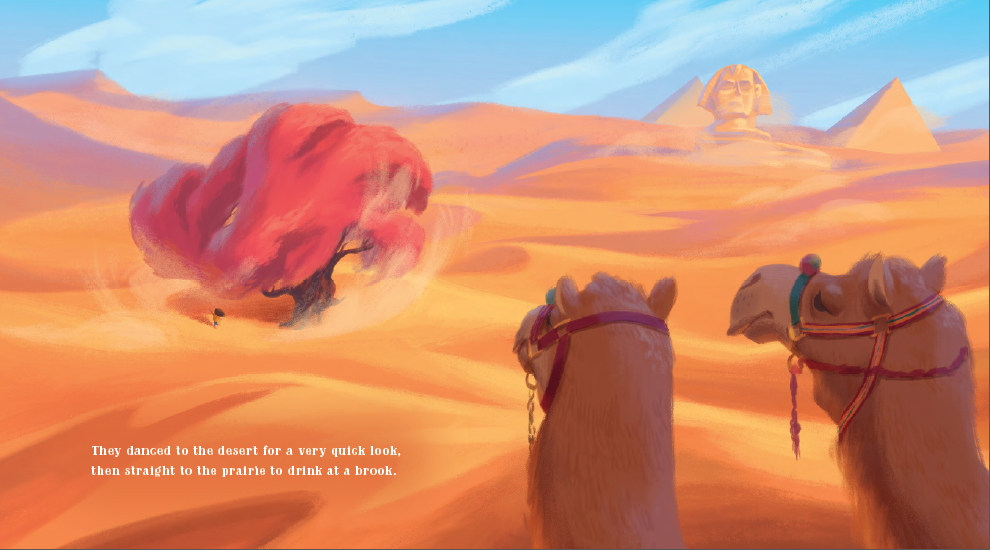 They danced to the desert for a very quick look,
then straight to the prairie to drink at a brook.